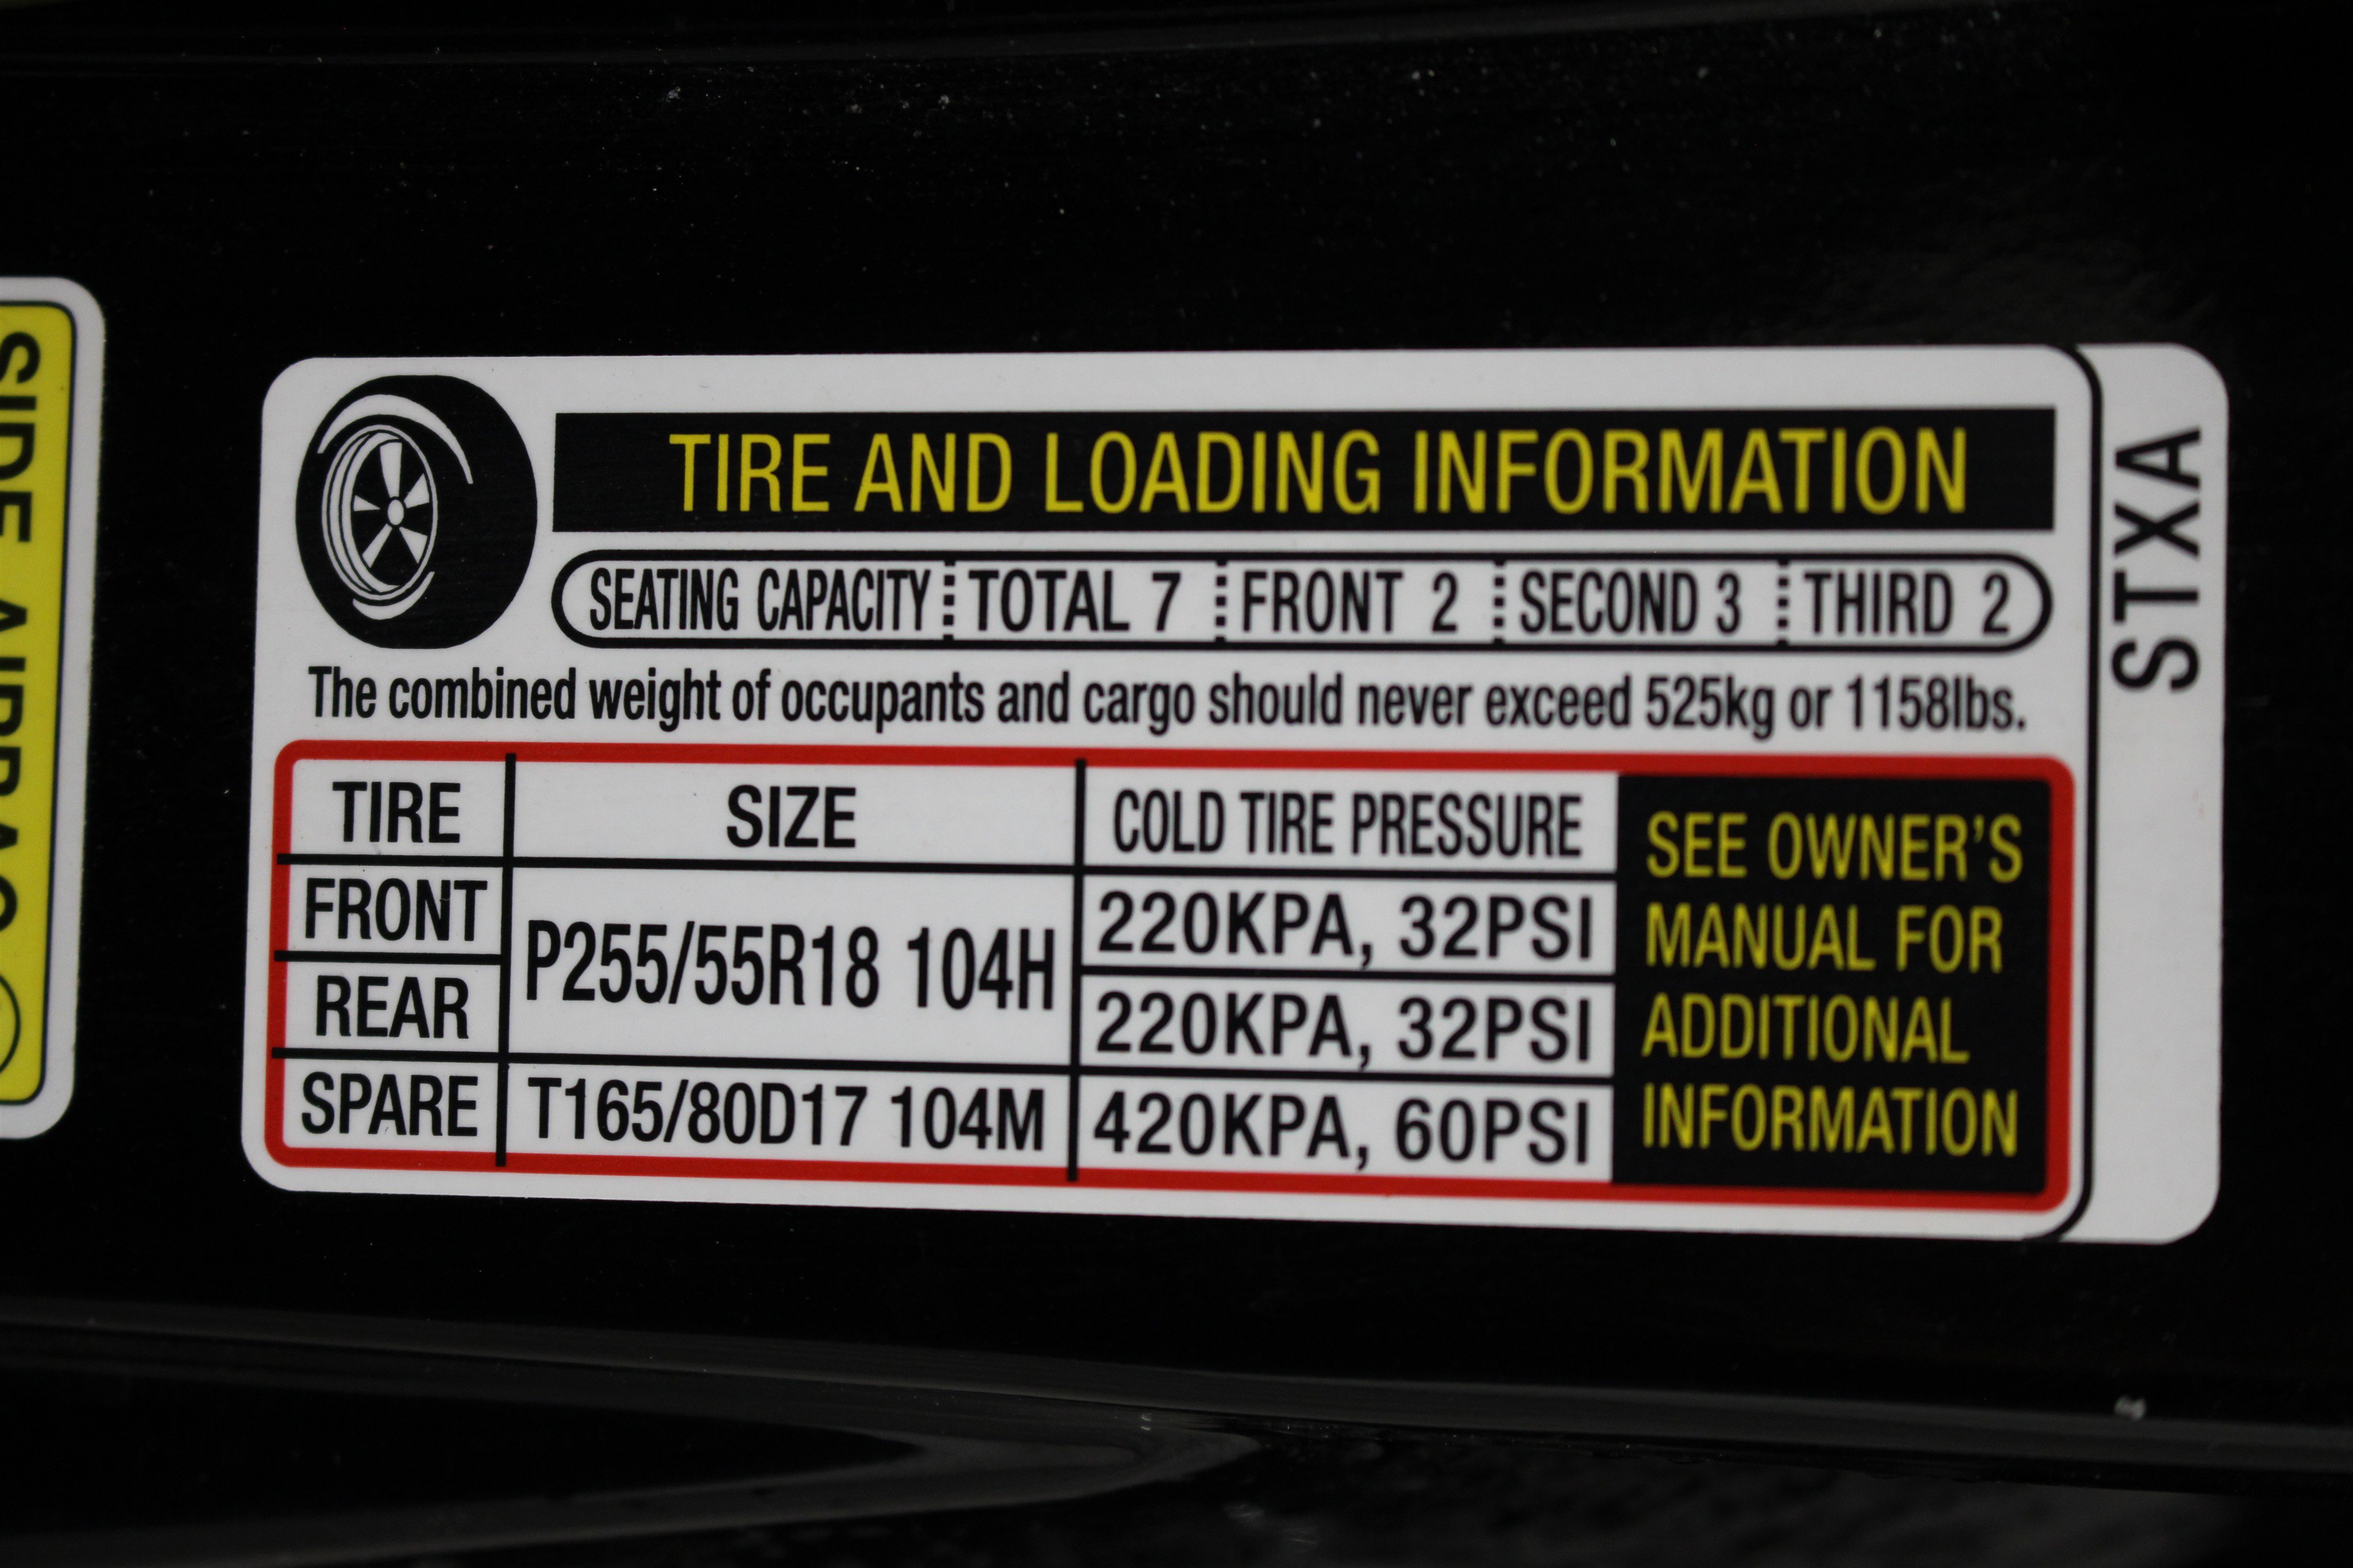 SIDE AIRBAG
TIRE AND LOADING INFORMATION
SEATING CAPACITY TOTAL 7 FRONT 2 SECOND 3 THIRD 2
The combined weight of occupants and cargo should never exceed 525kg or 1158lbs.
TIRE SIZE COLD TIRE PRESSURE
FRONT P255/55R18 104H 220KPA, 32PSI
REAR 220KPA, 32PSI
SPARE T165/80D17 104M 420KPA, 60PSI
SEE OWNER'S
MANUAL FOR
ADDITIONAL
INFORMATION
STXA